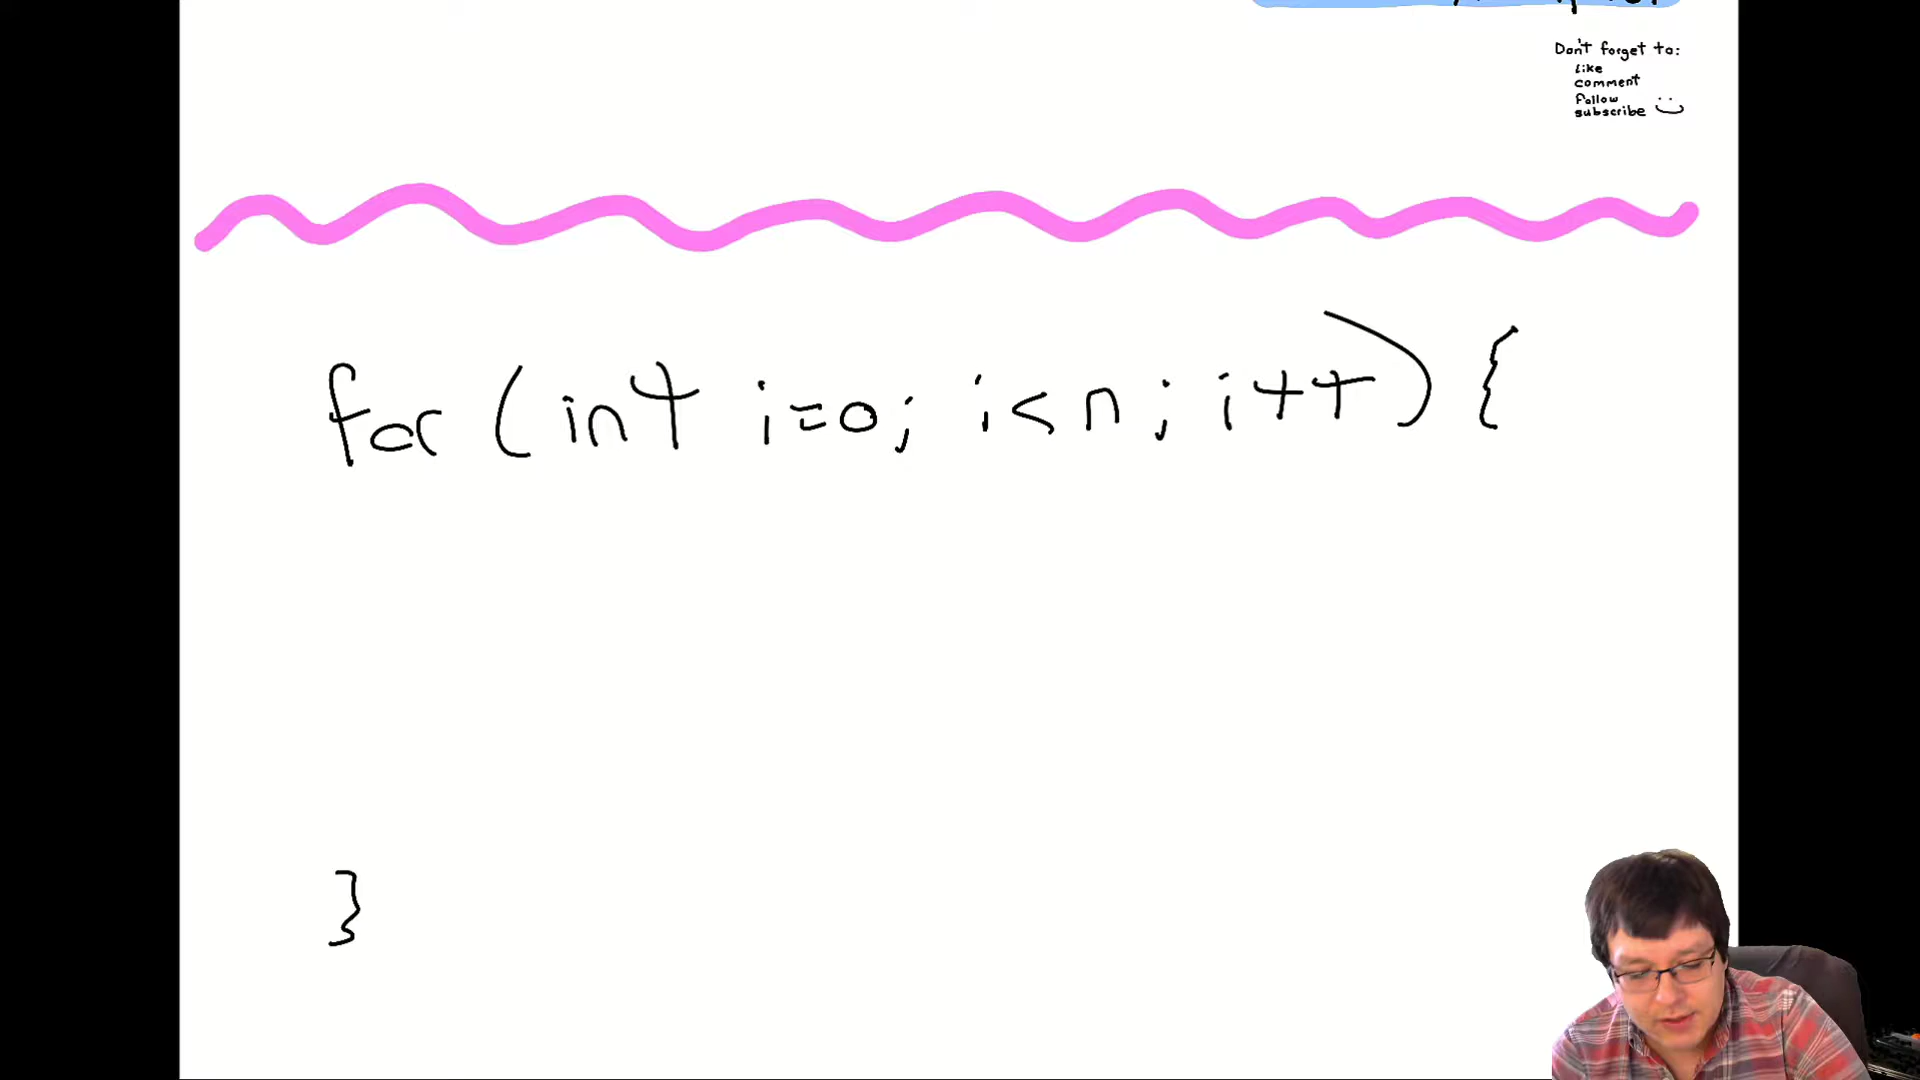 Don't forget to:
like
comment
follow
subscribe
for (int i=0; i<n; i++) {
}